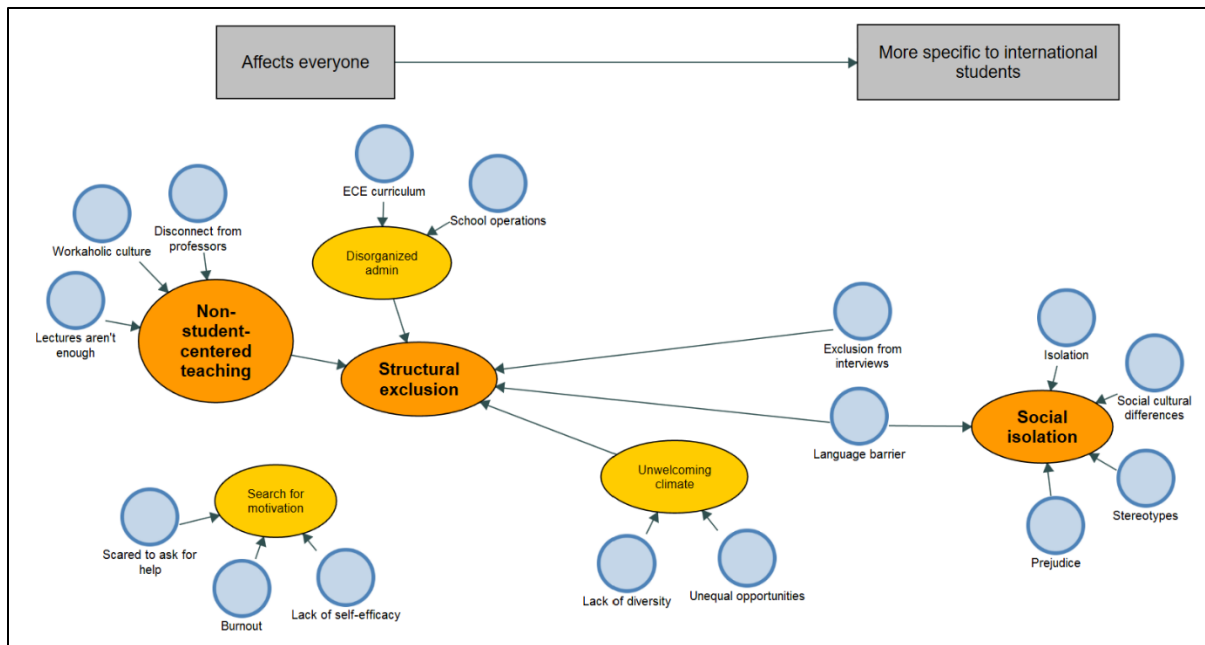 Affects everyone
More specific to international
students
ECE curriculum
School operations
Disconnect from
professors
Workaholic culture
Disorganized
admin
Lectures aren't
enough
Non-
student-
centered
teaching
Structural
exclusion
Exclusion from
interviews
Isolation
Social cultural
differences
Social
isolation
Language barrier
Unwelcoming
climate
Stereotypes
Prejudice
Search for
motivation
Scared to ask for
help
Burnout
Lack of self-efficacy
Lack of diversity
Unequal opportunities